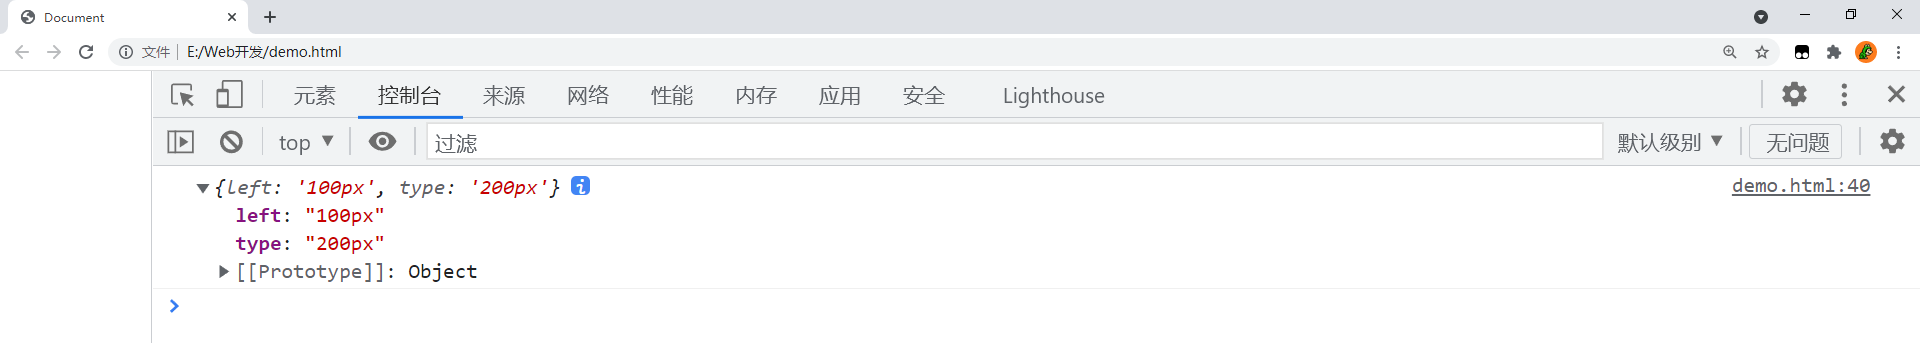 Document
文件 E:/Web开发/demo.html
元素 控制台 来源 网络 性能 内存 应用 安全 Lighthouse
top 过滤 默认级别 无问题
{left: '100px', type: '200px'} demo.html:40
left: "100px"
type: "200px"
[[Prototype]]: Object